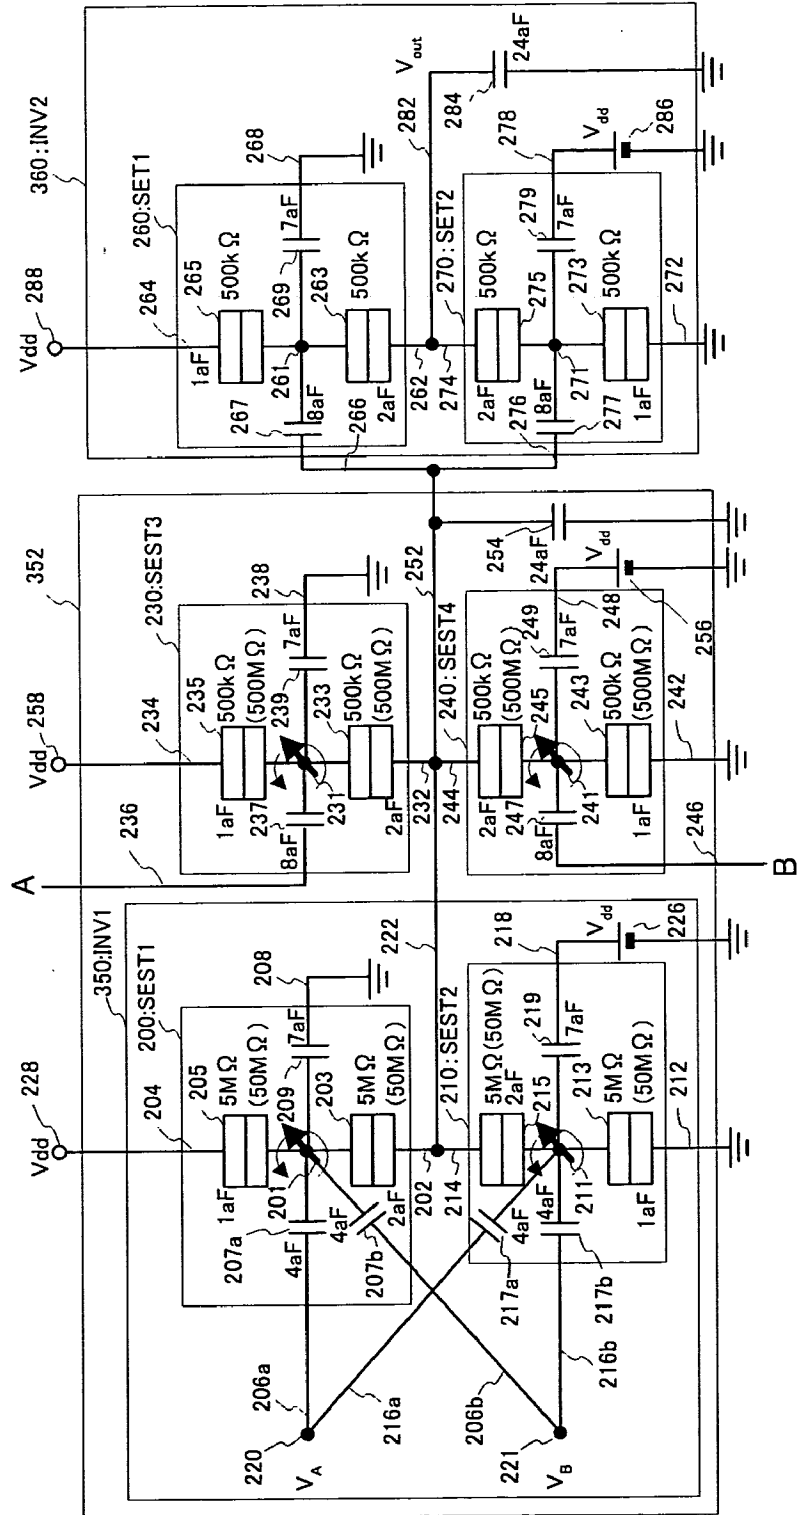 360:INV2
Vdd
288
264
260:SET1
1aF
265
500kΩ
261
267
8aF
269
7aF
268
263
500kΩ
266
2aF
262
274
282
Vout
284
24aF
270:SET2
2aF
500kΩ
275
276
8aF
277
271
279
7aF
278
Vdd
286
273
500kΩ
1aF
272
352
Vdd
258
234
230:SEST3
A
236
1aF
235
500kΩ
(500MΩ)
237
8aF
231
239
7aF
238
233
500kΩ
(500MΩ)
2aF
232
244
252
254
24aF
240:SEST4
2aF
500kΩ
(500MΩ)
245
247
8aF
241
249
7aF
248
Vdd
256
243
500kΩ
(500MΩ)
1aF
242
246
B
350:INV1
Vdd
228
204
200:SEST1
1aF
205
5MΩ
(50MΩ)
207a
4aF
201
209
7aF
208
4aF
207b
203
5MΩ
(50MΩ)
2aF
202
214
222
206a
220
VA
216a
206b
221
VB
216b
210:SEST2
5MΩ(50MΩ)
2aF
215
4aF
217a
4aF
217b
211
219
7aF
218
Vdd
226
213
5MΩ
(50MΩ)
1aF
212